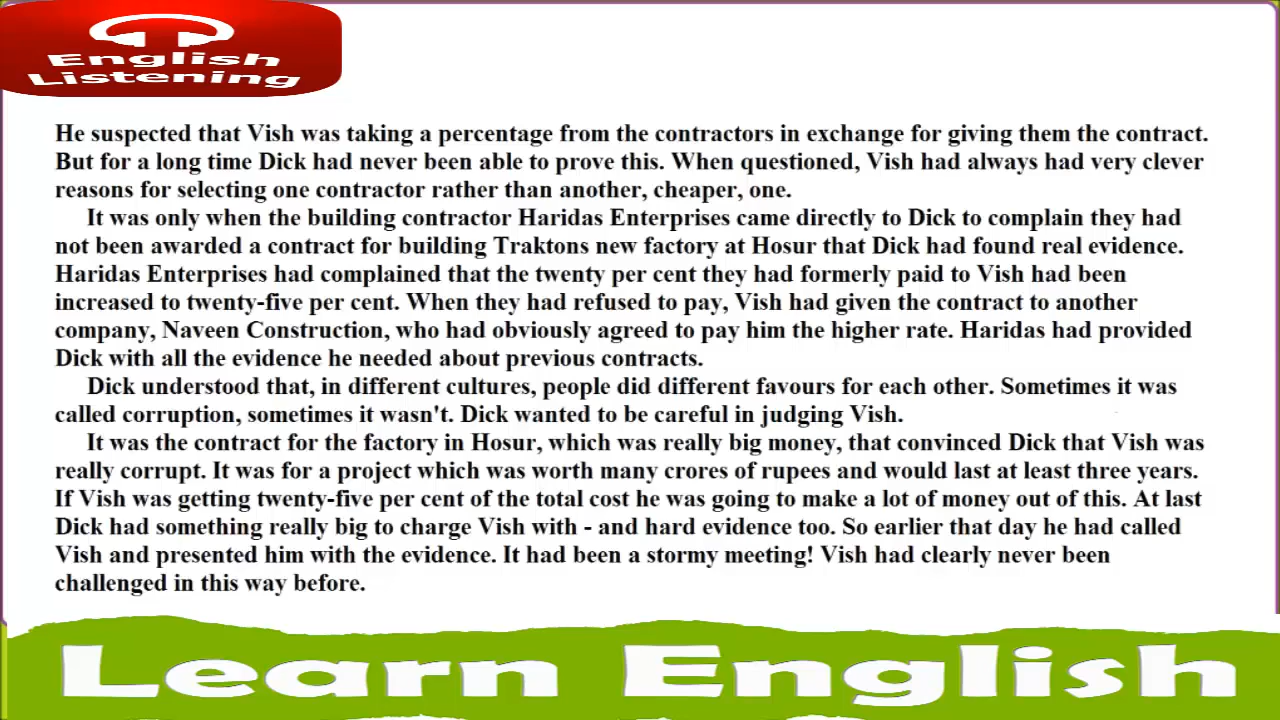 English
Listening
He suspected that Vish was taking a percentage from the contractors in exchange for giving them the contract.
But for a long time Dick had never been able to prove this. When questioned, Vish had always had very clever
reasons for selecting one contractor rather than another, cheaper, one.
It was only when the building contractor Haridas Enterprises came directly to Dick to complain they had
not been awarded a contract for building Traktons new factory at Hosur that Dick had found real evidence.
Haridas Enterprises had complained that the twenty per cent they had formerly paid to Vish had been
increased to twenty-five per cent. When they had refused to pay, Vish had given the contract to another
company, Naveen Construction, who had obviously agreed to pay him the higher rate. Haridas had provided
Dick with all the evidence he needed about previous contracts.
Dick understood that, in different cultures, people did different favours for each other. Sometimes it was
called corruption, sometimes it wasn't. Dick wanted to be careful in judging Vish.
It was the contract for the factory in Hosur, which was really big money, that convinced Dick that Vish was
really corrupt. It was for a project which was worth many crores of rupees and would last at least three years.
If Vish was getting twenty-five per cent of the total cost he was going to make a lot of money out of this. At last
Dick had something really big to charge Vish with - and hard evidence too. So earlier that day he had called
Vish and presented him with the evidence. It had been a stormy meeting! Vish had clearly never been
challenged in this way before.
Learn English